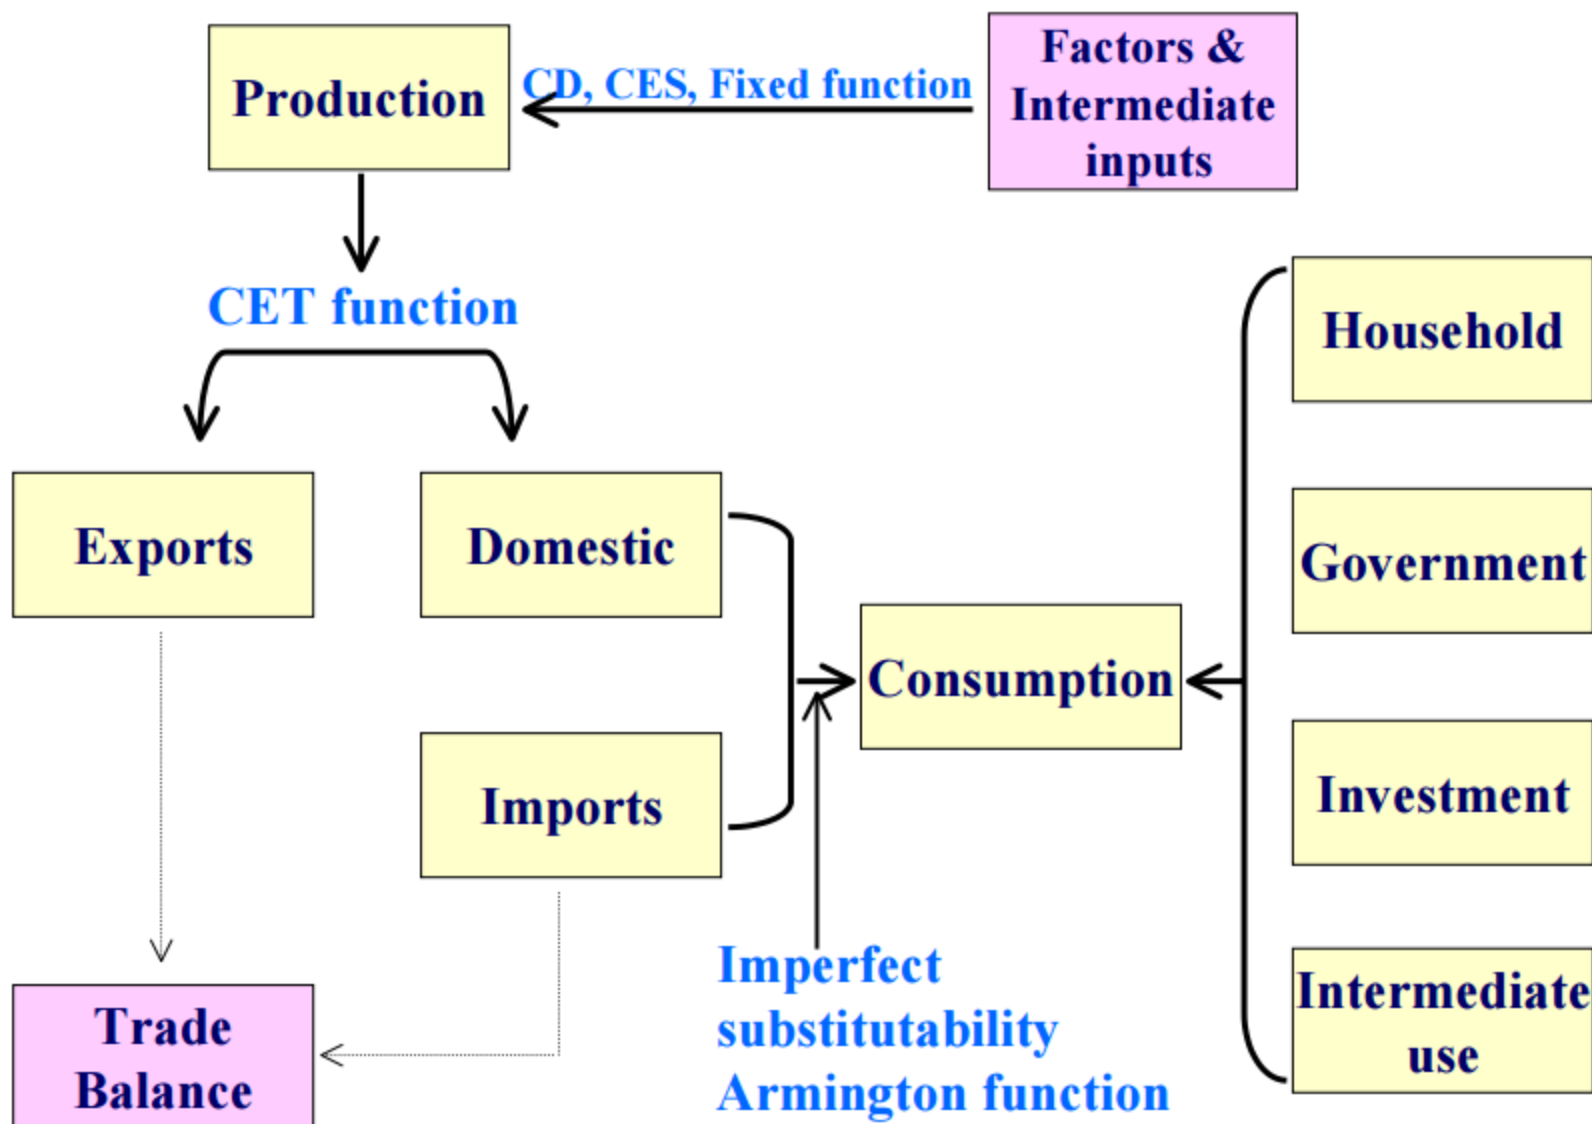 Production
CD, CES, Fixed function
Factors &
Intermediate
inputs
CET function
Household
Exports
Domestic
Government
Consumption
Imports
Investment
Imperfect
substitutability
Armington function
Trade
Balance
Intermediate
use